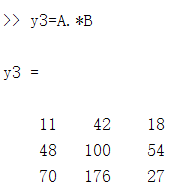 >> y3=A.*B
y3 =
11 42 18
48 100 54
70 176 27